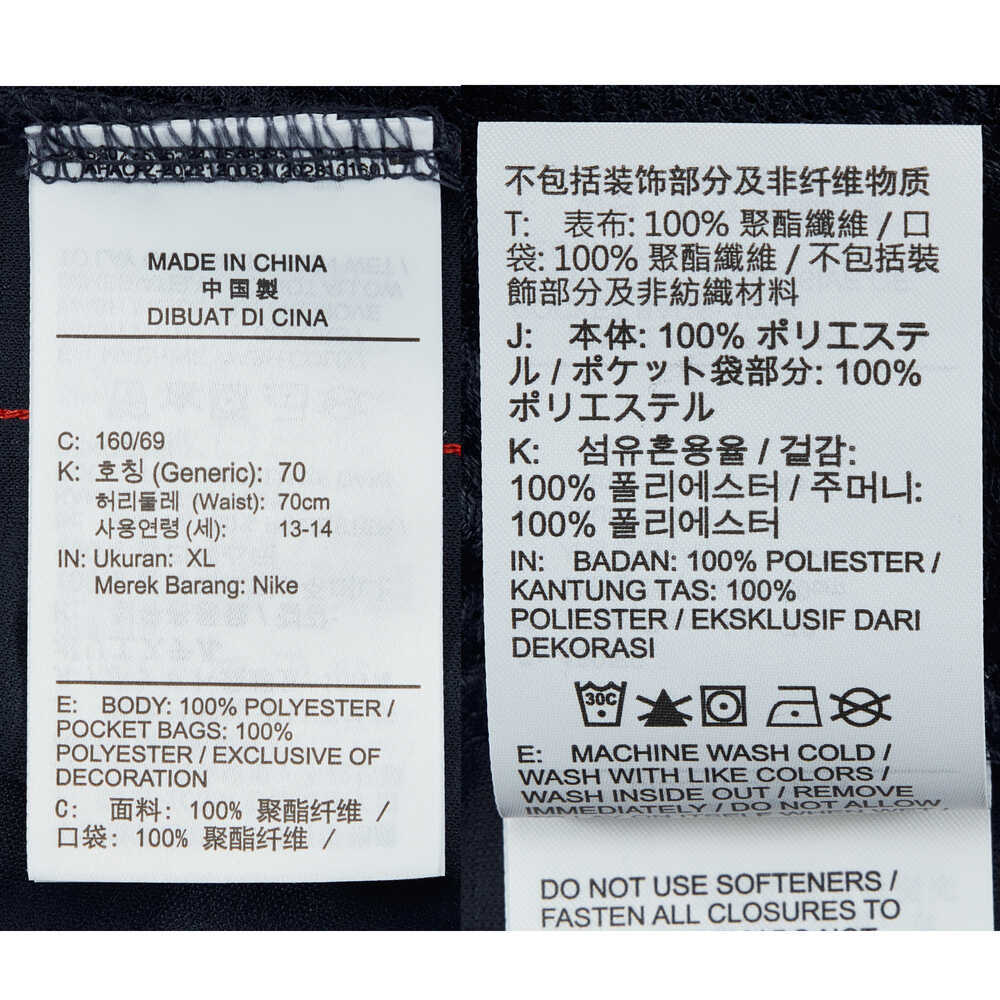 MADE IN CHINA
中国製
DIBUAT DI CINA
C: 160/69
K: 호칭 (Generic): 70
허리둘레 (Waist): 70cm
사용연령 (세): 13-14
IN: Ukuran: XL
Merek Barang: Nike
E: BODY: 100% POLYESTER /
POCKET BAGS: 100%
POLYESTER / EXCLUSIVE OF
DECORATION
C: 面料: 100% 聚酯纤维 /
口袋: 100% 聚酯纤维 /
不包括装饰部分及非纤维物质
T: 表布: 100% 聚酯纖維 / 口
袋: 100% 聚酯纖維 / 不包括裝
飾部分及非紡織材料
J: 本体: 100% ポリエステ
ル / ポケット袋部分: 100%
ポリエステル
K: 섬유혼용율 / 겉감:
100% 폴리에스터 / 주머니:
100% 폴리에스터
IN: BADAN: 100% POLIESTER /
KANTUNG TAS: 100%
POLIESTER / EKSKLUSIF DARI
DEKORASI
30C
E: MACHINE WASH COLD /
WASH WITH LIKE COLORS /
WASH INSIDE OUT / REMOVE
IMMEDIATELY / DO NOT ALLOW
DO NOT USE SOFTENERS /
FASTEN ALL CLOSURES TO